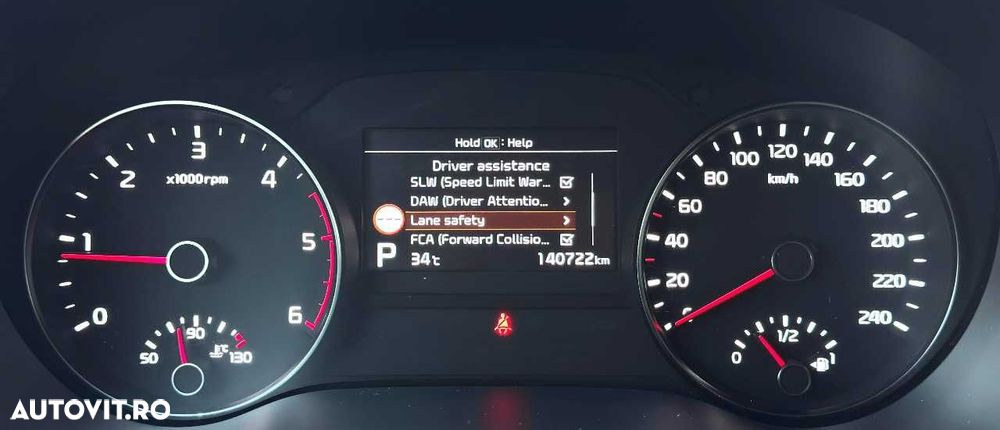 0
1
2
3
4
5
6
x1000rpm
50
90
130
°C
Hold OK : Help
Driver assistance
SLW (Speed Limit War...
DAW (Driver Attentio...
Lane safety
FCA (Forward Collisio...
P
34°C
140722km
0
20
40
60
80
100
120
140
160
180
200
220
240
km/h
0
1/2
1
AUTOVIT.RO